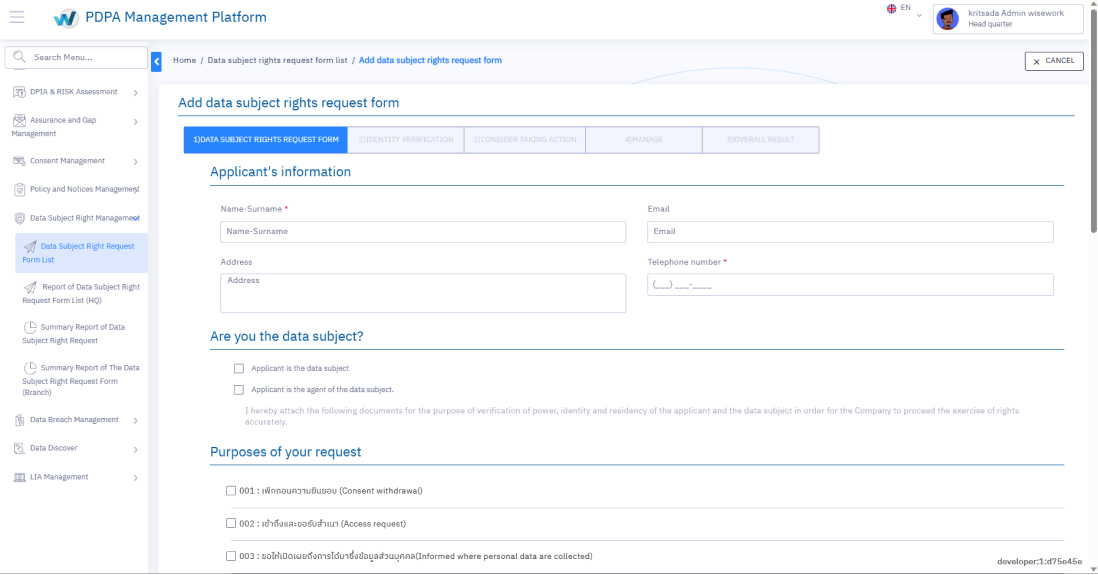 PDPA Management Platform
EN
kritsada Admin wisework
Head quarter
Search Menu...
Home / Data subject rights request form list / Add data subject rights request form
CANCEL
DPIA & RISK Assessment
Assurance and Gap
Management
Consent Management
Policy and Notices Management
Data Subject Right Management
Data Subject Right Request
Form List
Report of Data Subject Right
Request Form List (HQ)
Summary Report of Data
Subject Right Request
Summary Report of The Data
Subject Right Request Form
(Branch)
Data Breach Management
Data Discover
LIA Management
Add data subject rights request form
1)DATA SUBJECT RIGHTS REQUEST FORM
2)IDENTITY VERIFICATION
3)CONSIDER TAKING ACTION
4)MANAGE
5)OVERALL RESULT
Applicant's information
Name-Surname *
Name-Surname
Email
Email
Address
Address
Telephone number *
(___) ___-____
Are you the data subject?
Applicant is the data subject
Applicant is the agent of the data subject.
I hereby attach the following documents for the purpose of verification of power, identity and residency of the applicant and the data subject in order for the Company to proceed the exercise of rights
accurately.
Purposes of your request
001 : เพิกถอนความยินยอม (Consent withdrawal)
002 : เข้าถึงและขอรับสำเนา (Access request)
003 : ขอให้เปิดเผยถึงการได้มาซึ่งข้อมูลส่วนบุคคล(Informed where personal data are collected)
developer:1:d75e45e